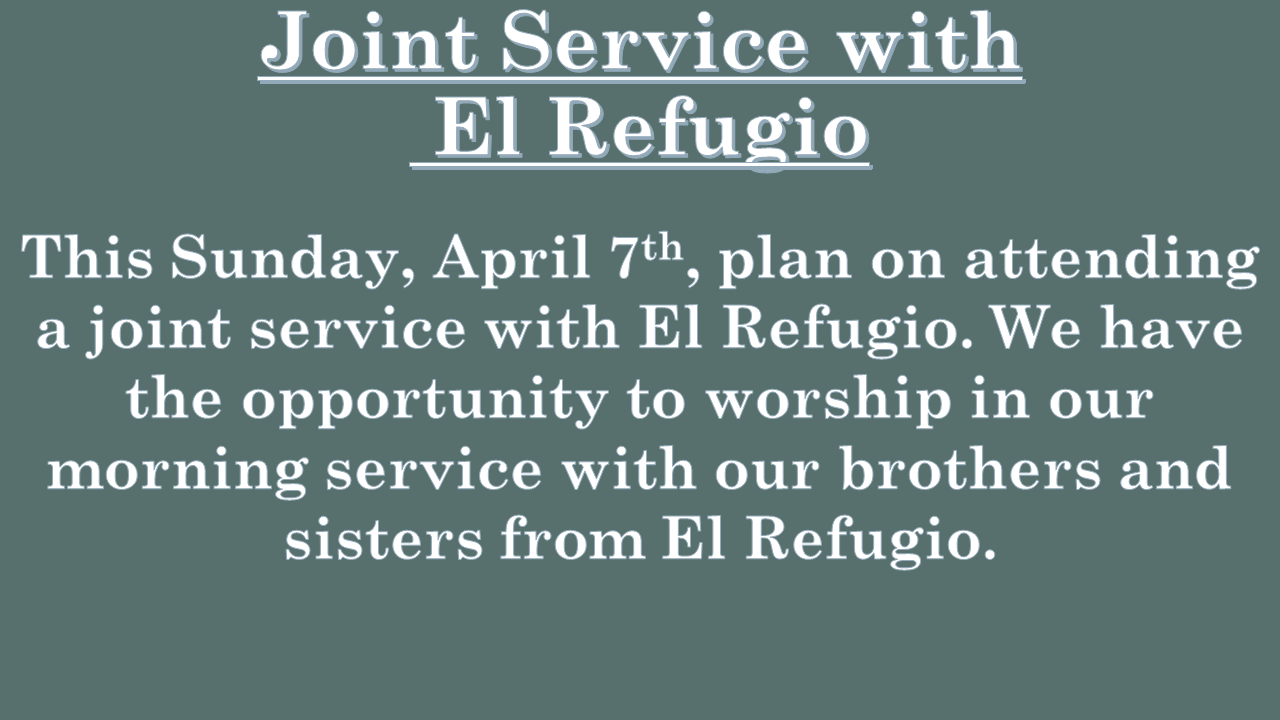 Joint Service with
El Refugio
This Sunday, April 7th, plan on attending
a joint service with El Refugio. We have
the opportunity to worship in our
morning service with our brothers and
sisters from El Refugio.